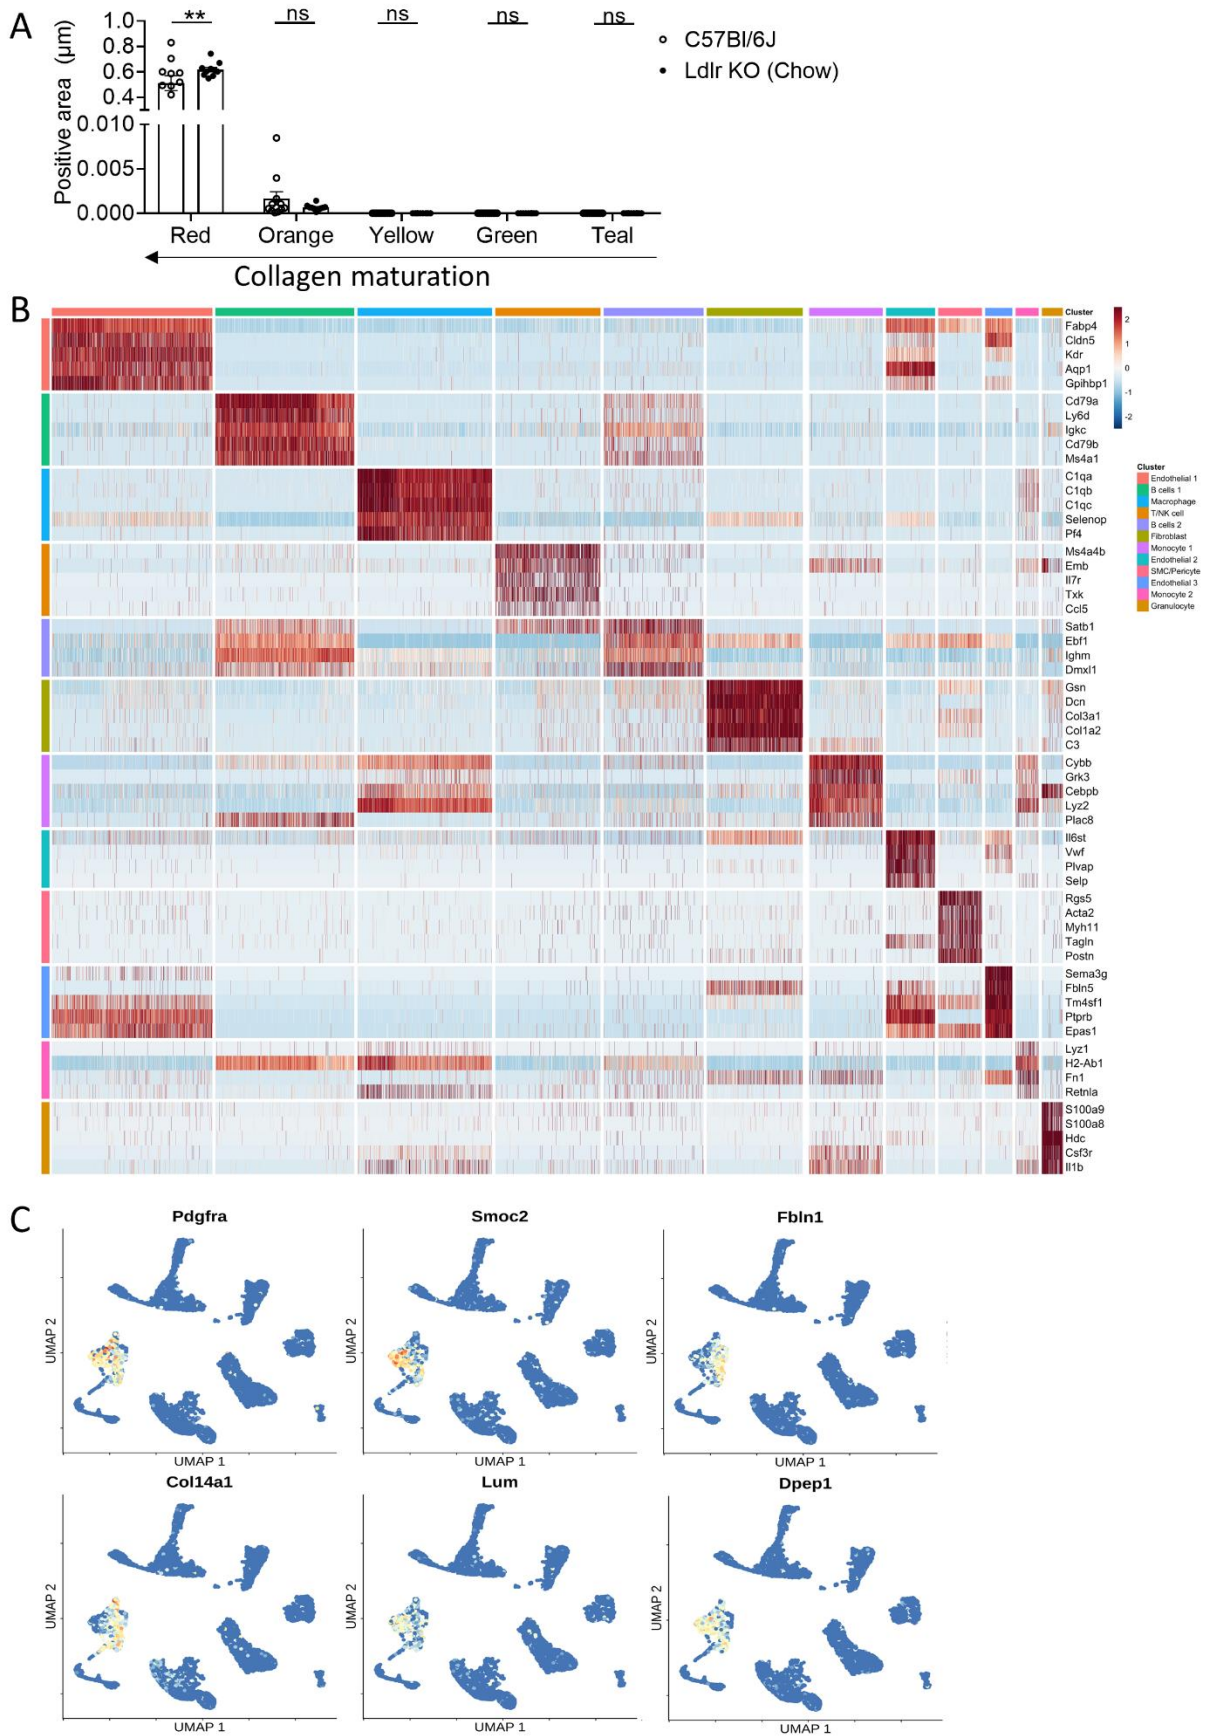 A
** ns ns ns ns
1.0
0.8
0.6
0.4
0.010
0.005
0.000
Positive area (µm)
C57Bl/6J
Ldlr KO (Chow)
Red Orange Yellow Green Teal
Collagen maturation
B
Cluster
Fabp4
Cldn5
Kdr
Aqp1
Gpihbp1
Cd79a
Ly6d
Igkc
Cd79b
Ms4a1
C1qa
C1qb
C1qc
Selenop
Pf4
Ms4a4b
Emb
Il7r
Txk
Ccl5
Satb1
Ebf1
Ighm
Dmxl1
Gsn
Dcn
Col3a1
Col1a2
C3
Cybb
Grk3
Cebpb
Lyz2
Plac8
Il6st
Vwf
Plvap
Selp
Rgs5
Acta2
Myh11
Tagln
Postn
Sema3g
Fbln5
Tm4sf1
Ptprb
Epas1
Lyz1
H2-Ab1
Fn1
Retnla
S100a9
S100a8
Hdc
Csf3r
Il1b
2
1
0
-1
-2
Cluster
Endothelial 1
B cells 1
Macrophage
T/NK cell
B cells 2
Fibroblast
Monocyte 1
Endothelial 2
SMC/Pericyte
Endothelial 3
Monocyte 2
Granulocyte
C
Pdgfra Smoc2 Fbln1
UMAP 2 UMAP 2 UMAP 2
UMAP 1 UMAP 1 UMAP 1
Col14a1 Lum Dpep1
UMAP 2 UMAP 2 UMAP 2
UMAP 1 UMAP 1 UMAP 1